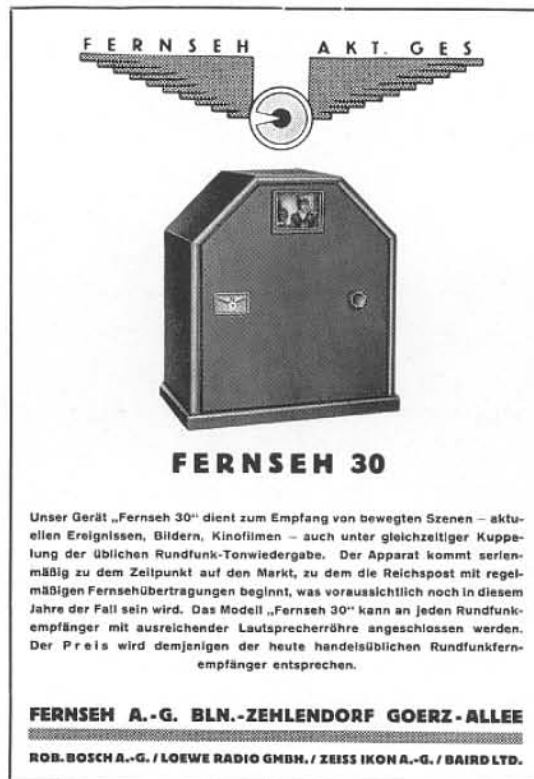 FERNSEH AKT. GES
FERNSEH 30
Unser Gerät „Fernseh 30“ dient zum Empfang von bewegten Szenen – aktu-
ellen Ereignissen, Bildern, Kinofilmen – auch unter gleichzeitiger Kuppe-
lung der üblichen Rundfunk-Tonwiedergabe. Der Apparat kommt serien-
mäßig zu dem Zeitpunkt auf den Markt, zu dem die Reichspost mit regel-
mäßigen Fernsehübertragungen beginnt, was voraussichtlich noch in diesem
Jahre der Fall sein wird. Das Modell „Fernseh 30“ kann an jeden Rundfunk-
empfänger mit ausreichender Lautsprecherröhre angeschlossen werden.
Der Preis wird demjenigen der heute handelsüblichen Rundfunkfern-
empfänger entsprechen.
FERNSEH A.-G. BLN.-ZEHLENDORF GOERZ-ALLEE
ROB. BOSCH A.-G. / LOEWE RADIO GMBH. / ZEISS IKON A.-G. / BAIRD LTD.